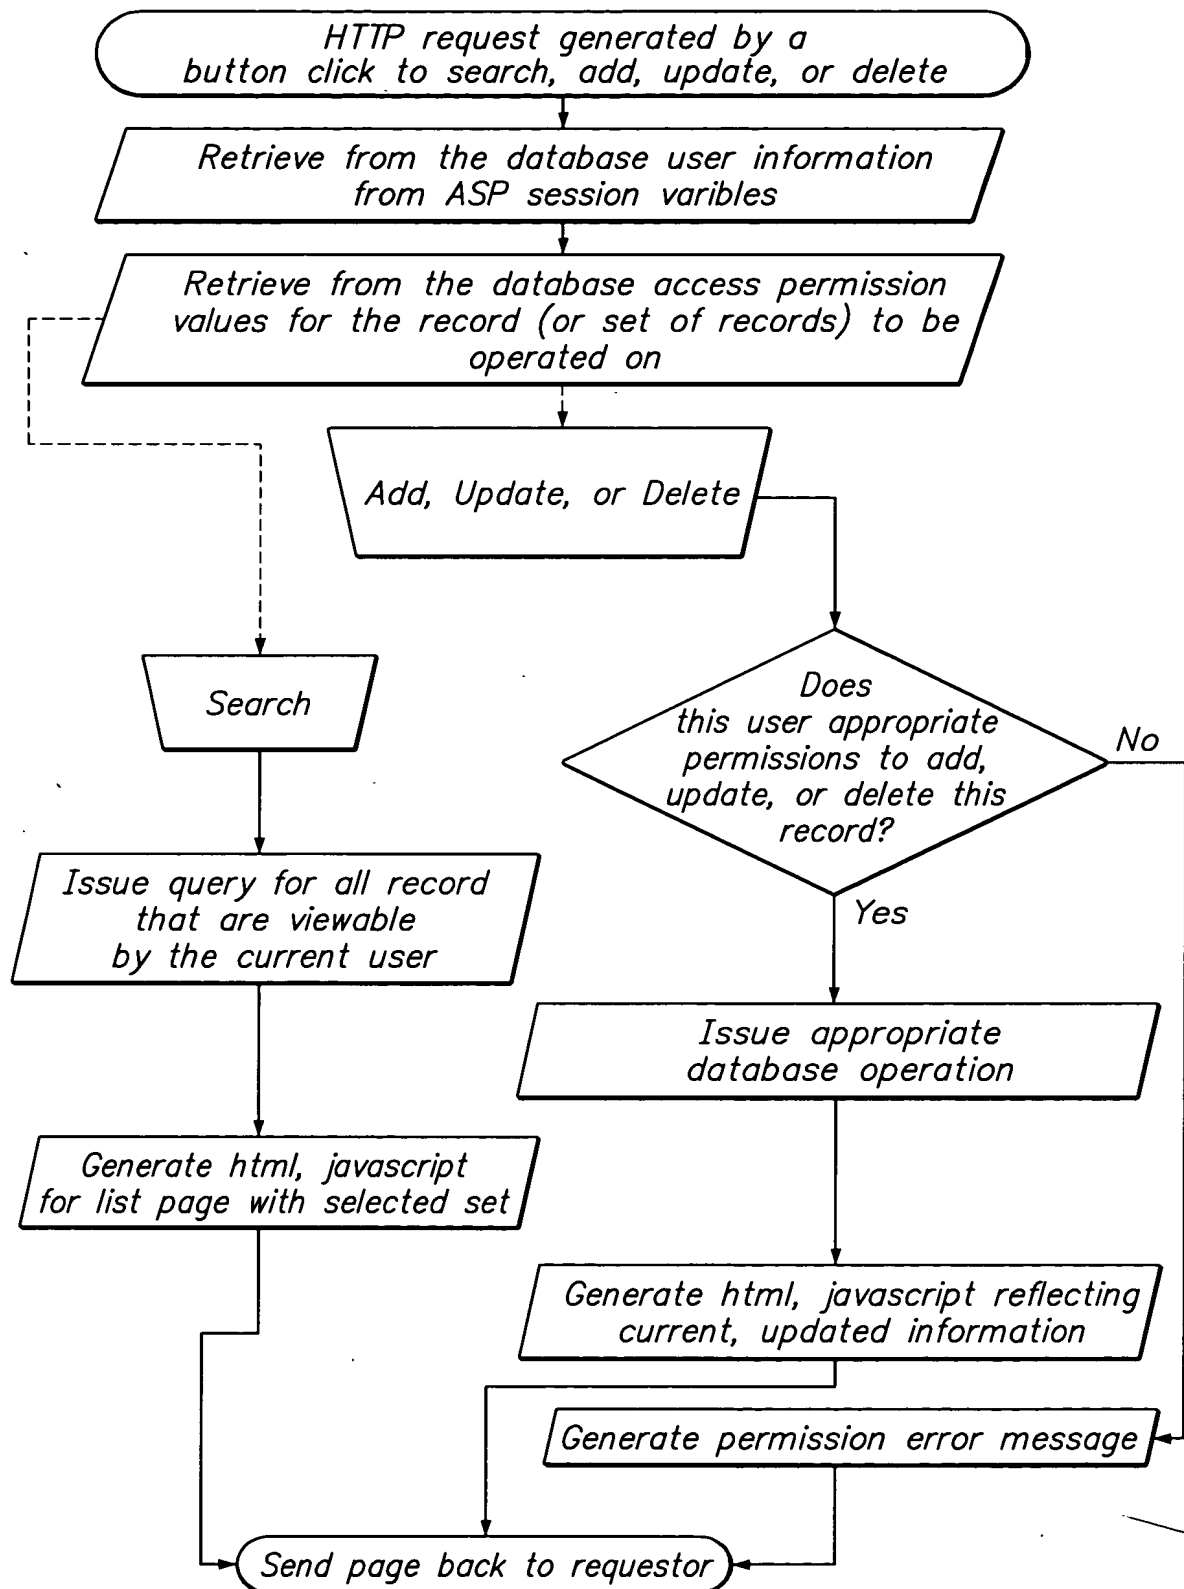 HTTP request generated by a
button click to search, add, update, or delete
Retrieve from the database user information
from ASP session varibles
Retrieve from the database access permission
values for the record (or set of records) to be
operated on
Add, Update, or Delete
Search
Does
this user appropriate
permissions to add,
update, or delete this
record?
No
Yes
Issue query for all record
that are viewable
by the current user
Issue appropriate
database operation
Generate html, javascript
for list page with selected set
Generate html, javascript reflecting
current, updated information
Generate permission error message
Send page back to requestor